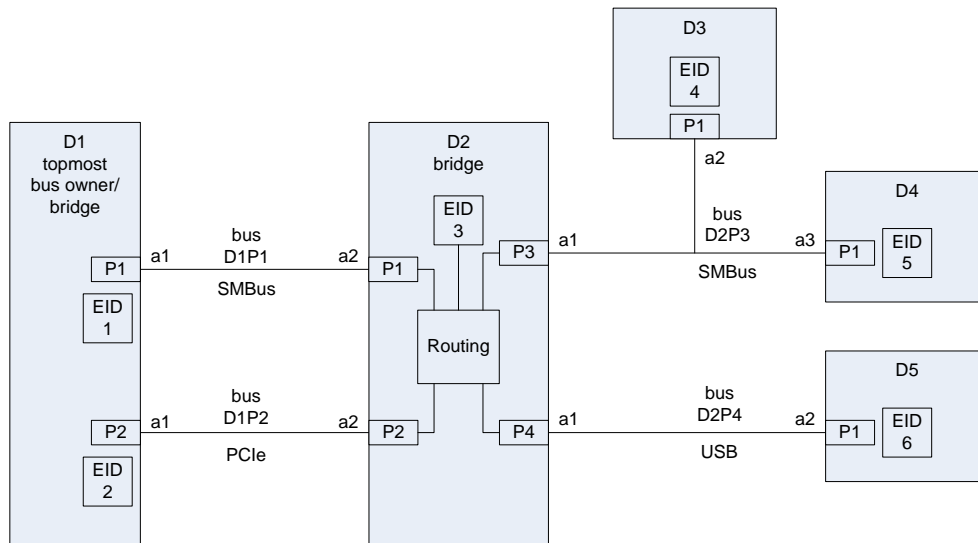 D3
EID
4
P1
a2
D1
topmost
bus owner/
bridge
P1
EID
1
P2
EID
2
a1
bus
D1P1
a2
SMBus
a1
bus
D1P2
a2
PCIe
D2
bridge
EID
3
P1
P3
Routing
P2
P4
a1
bus
D2P3
a3
SMBus
D4
P1
EID
5
a1
bus
D2P4
a2
USB
D5
P1
EID
6